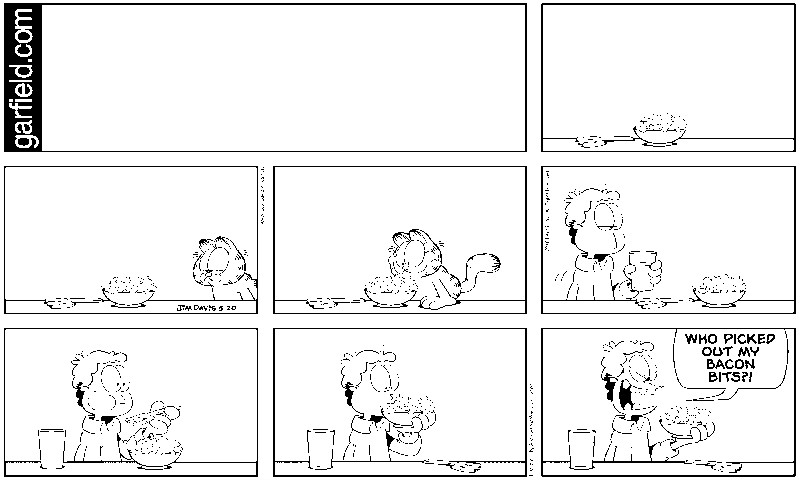 garfield.com
JIM DAVIS 5·20
WHO PICKED
OUT MY
BACON
BITS?!